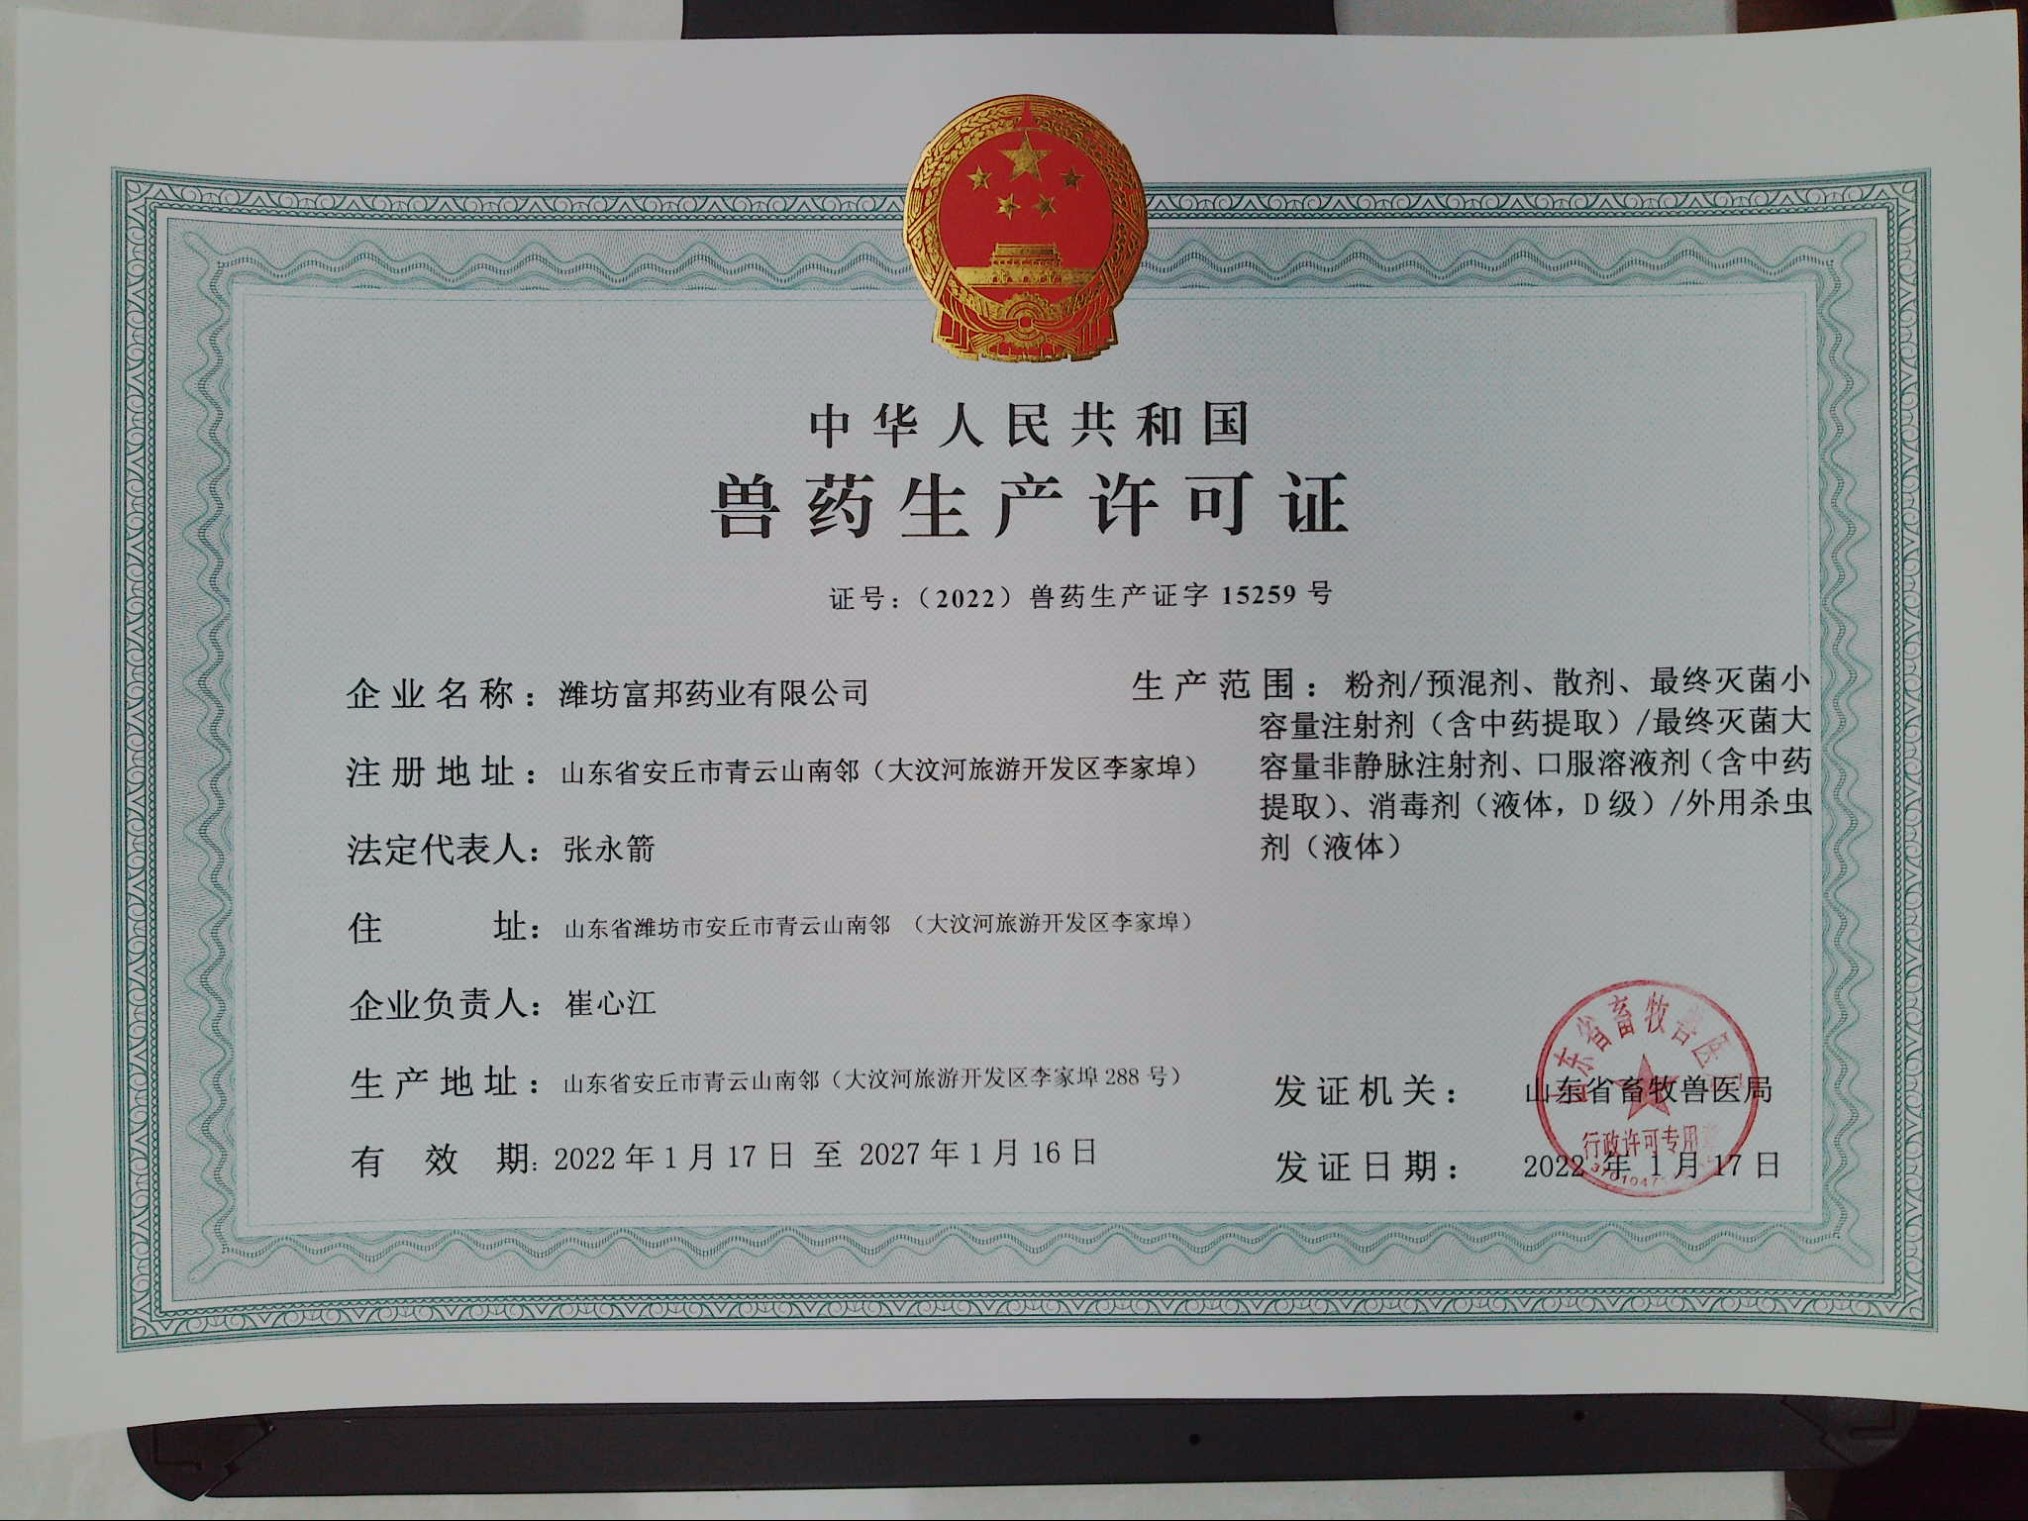 中华人民共和国
兽药生产许可证
证号：（2022）兽药生产证字 15259 号
企业名称：潍坊富邦药业有限公司
注册地址：山东省安丘市青云山南邻（大汶河旅游开发区李家埠）
法定代表人：张永箭
住 址：山东省潍坊市安丘市青云山南邻 （大汶河旅游开发区李家埠）
企业负责人：崔心江
生产地址：山东省安丘市青云山南邻（大汶河旅游开发区李家埠 288 号）
有 效 期：2022 年 1 月 17 日 至 2027 年 1 月 16 日
生产范围：粉剂/预混剂、散剂、最终灭菌小
容量注射剂（含中药提取）/最终灭菌大
容量非静脉注射剂、口服溶液剂（含中药
提取）、消毒剂（液体，D 级）/外用杀虫
剂（液体）
发证机关：山东省畜牧兽医局
发证日期：2022 年 1 月 17 日
山东省畜牧兽医
行政许可专用